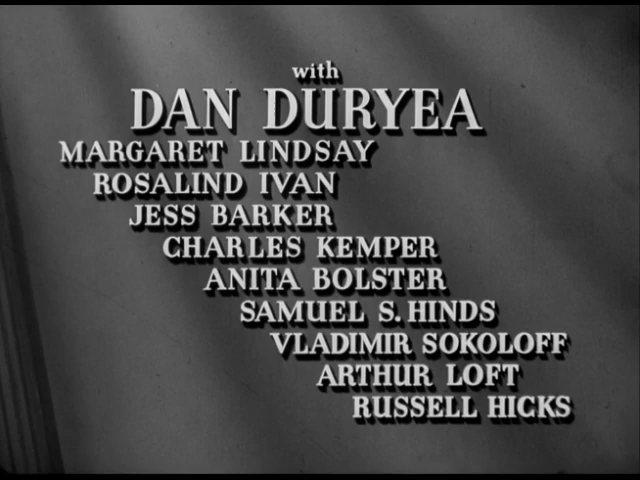 with
DAN DURYEA
MARGARET LINDSAY
ROSALIND IVAN
JESS BARKER
CHARLES KEMPER
ANITA BOLSTER
SAMUEL S. HINDS
VLADIMIR SOKOLOFF
ARTHUR LOFT
RUSSELL HICKS